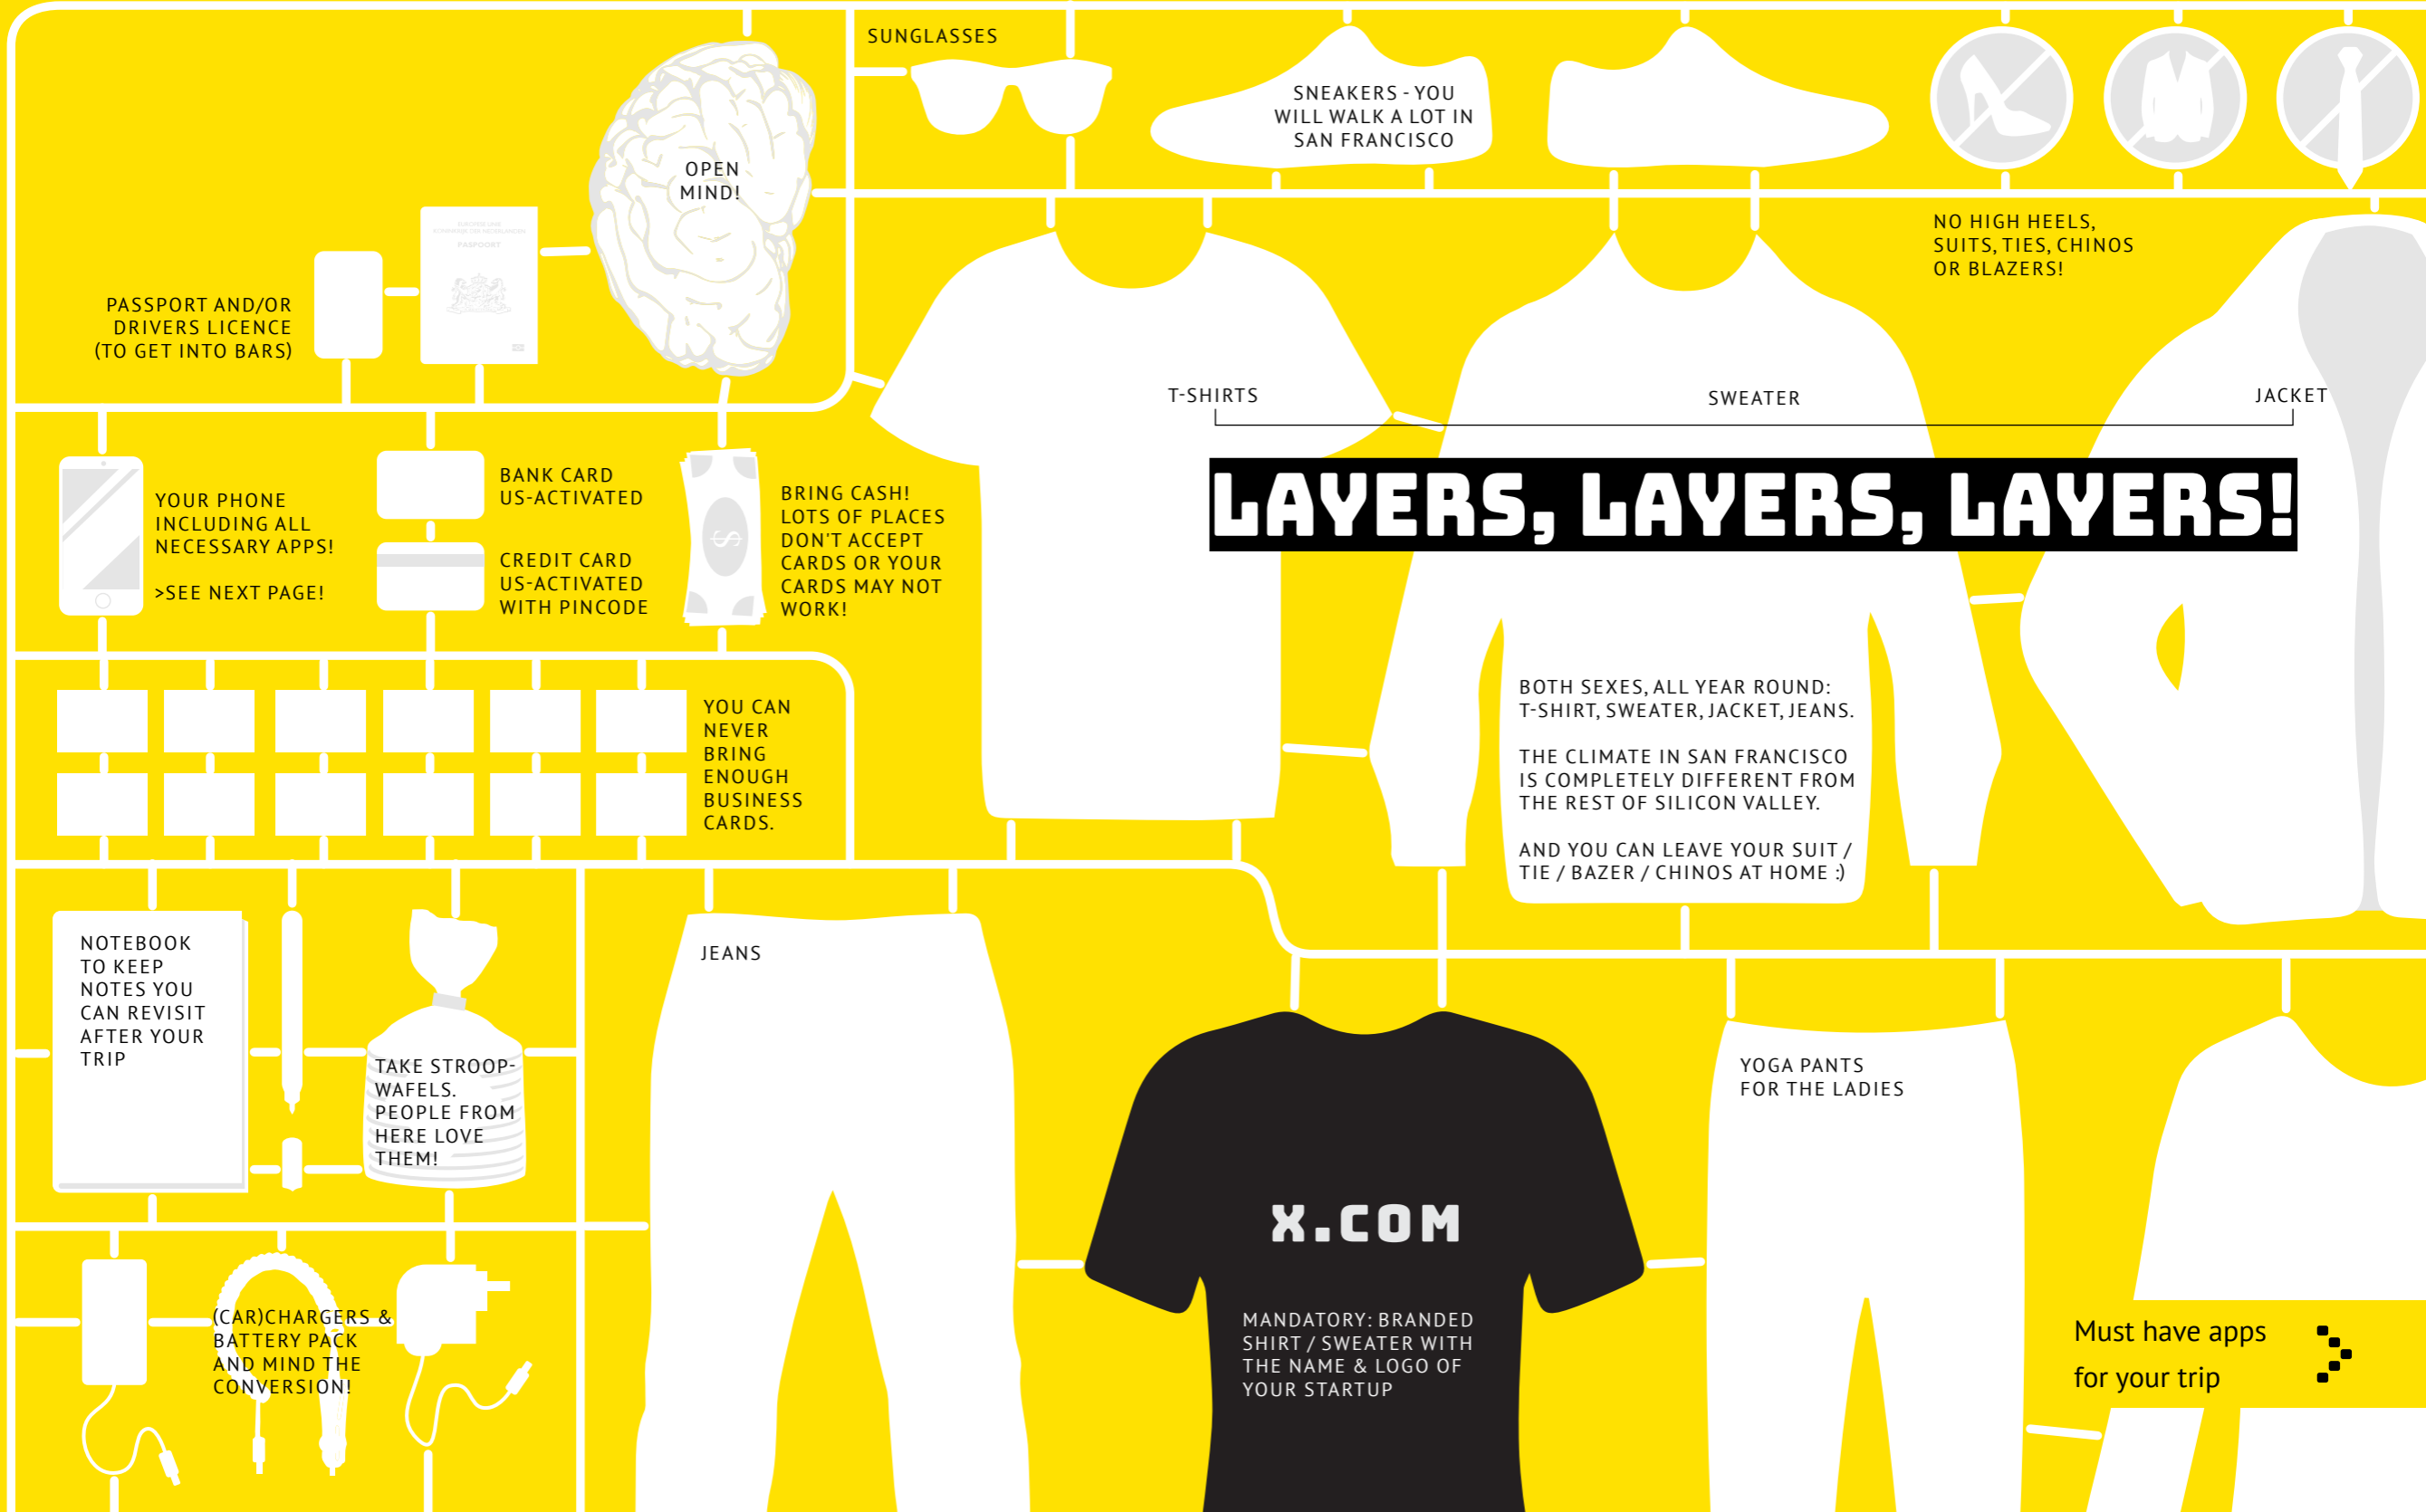 SUNGLASSES
SNEAKERS - YOU
WILL WALK A LOT IN
SAN FRANCISCO
OPEN
MIND!
NO HIGH HEELS,
SUITS, TIES, CHINOS
OR BLAZERS!
PASPOORT
PASSPORT AND/OR
DRIVERS LICENCE
(TO GET INTO BARS)
T-SHIRTS
SWEATER
JACKET
LAYERS, LAYERS, LAYERS!
YOUR PHONE
INCLUDING ALL
NECESSARY APPS!
>SEE NEXT PAGE!
BANK CARD
US-ACTIVATED
CREDIT CARD
US-ACTIVATED
WITH PINCODE
$
BRING CASH!
LOTS OF PLACES
DON'T ACCEPT
CARDS OR YOUR
CARDS MAY NOT
WORK!
YOU CAN
NEVER
BRING
ENOUGH
BUSINESS
CARDS.
BOTH SEXES, ALL YEAR ROUND:
T-SHIRT, SWEATER, JACKET, JEANS.
THE CLIMATE IN SAN FRANCISCO
IS COMPLETELY DIFFERENT FROM
THE REST OF SILICON VALLEY.
AND YOU CAN LEAVE YOUR SUIT /
TIE / BAZER / CHINOS AT HOME :)
NOTEBOOK
TO KEEP
NOTES YOU
CAN REVISIT
AFTER YOUR
TRIP
TAKE STROOP-
WAFELS.
PEOPLE FROM
HERE LOVE
THEM!
JEANS
YOGA PANTS
FOR THE LADIES
X.COM
MANDATORY: BRANDED
SHIRT / SWEATER WITH
THE NAME & LOGO OF
YOUR STARTUP
(CAR)CHARGERS &
BATTERY PACK
AND MIND THE
CONVERSION!
Must have apps
for your trip